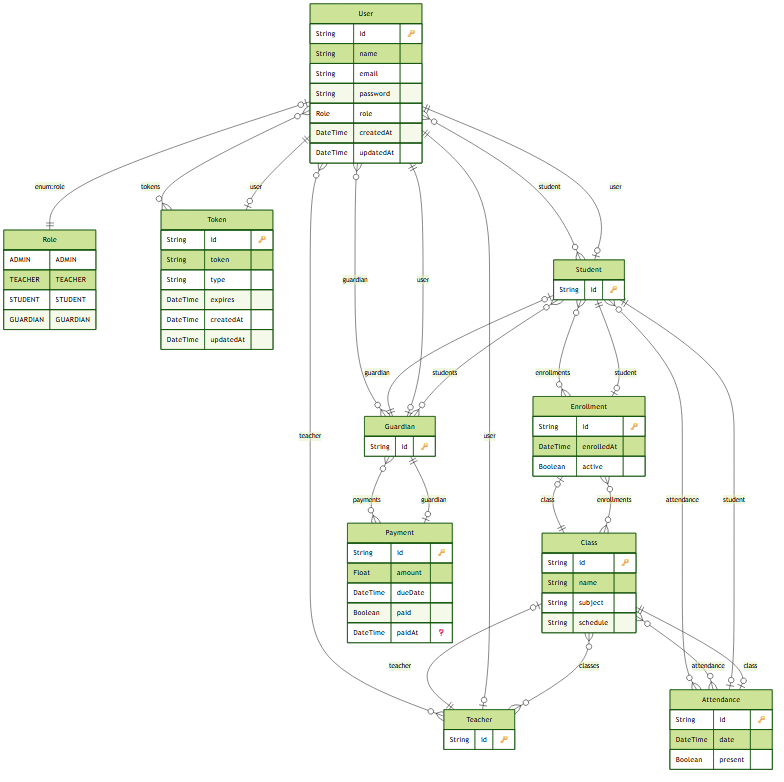 User
String id
String name
String email
String password
Role role
DateTime createdAt
DateTime updatedAt
enum:role
tokens
user
guardian
user
student
user
Role
ADMIN ADMIN
TEACHER TEACHER
STUDENT STUDENT
GUARDIAN GUARDIAN
Token
String id
String token
String type
DateTime expires
DateTime createdAt
DateTime updatedAt
Student
String id
guardian
students
enrollments
student
teacher
user
attendance
student
Guardian
String id
Enrollment
String id
DateTime enrolledAt
Boolean active
payments
guardian
class
enrollments
Payment
String id
Float amount
DateTime dueDate
Boolean paid
DateTime paidAt ?
Class
String id
String name
String subject
String schedule
teacher
classes
attendance
class
Teacher
String id
Attendance
String id
DateTime date
Boolean present